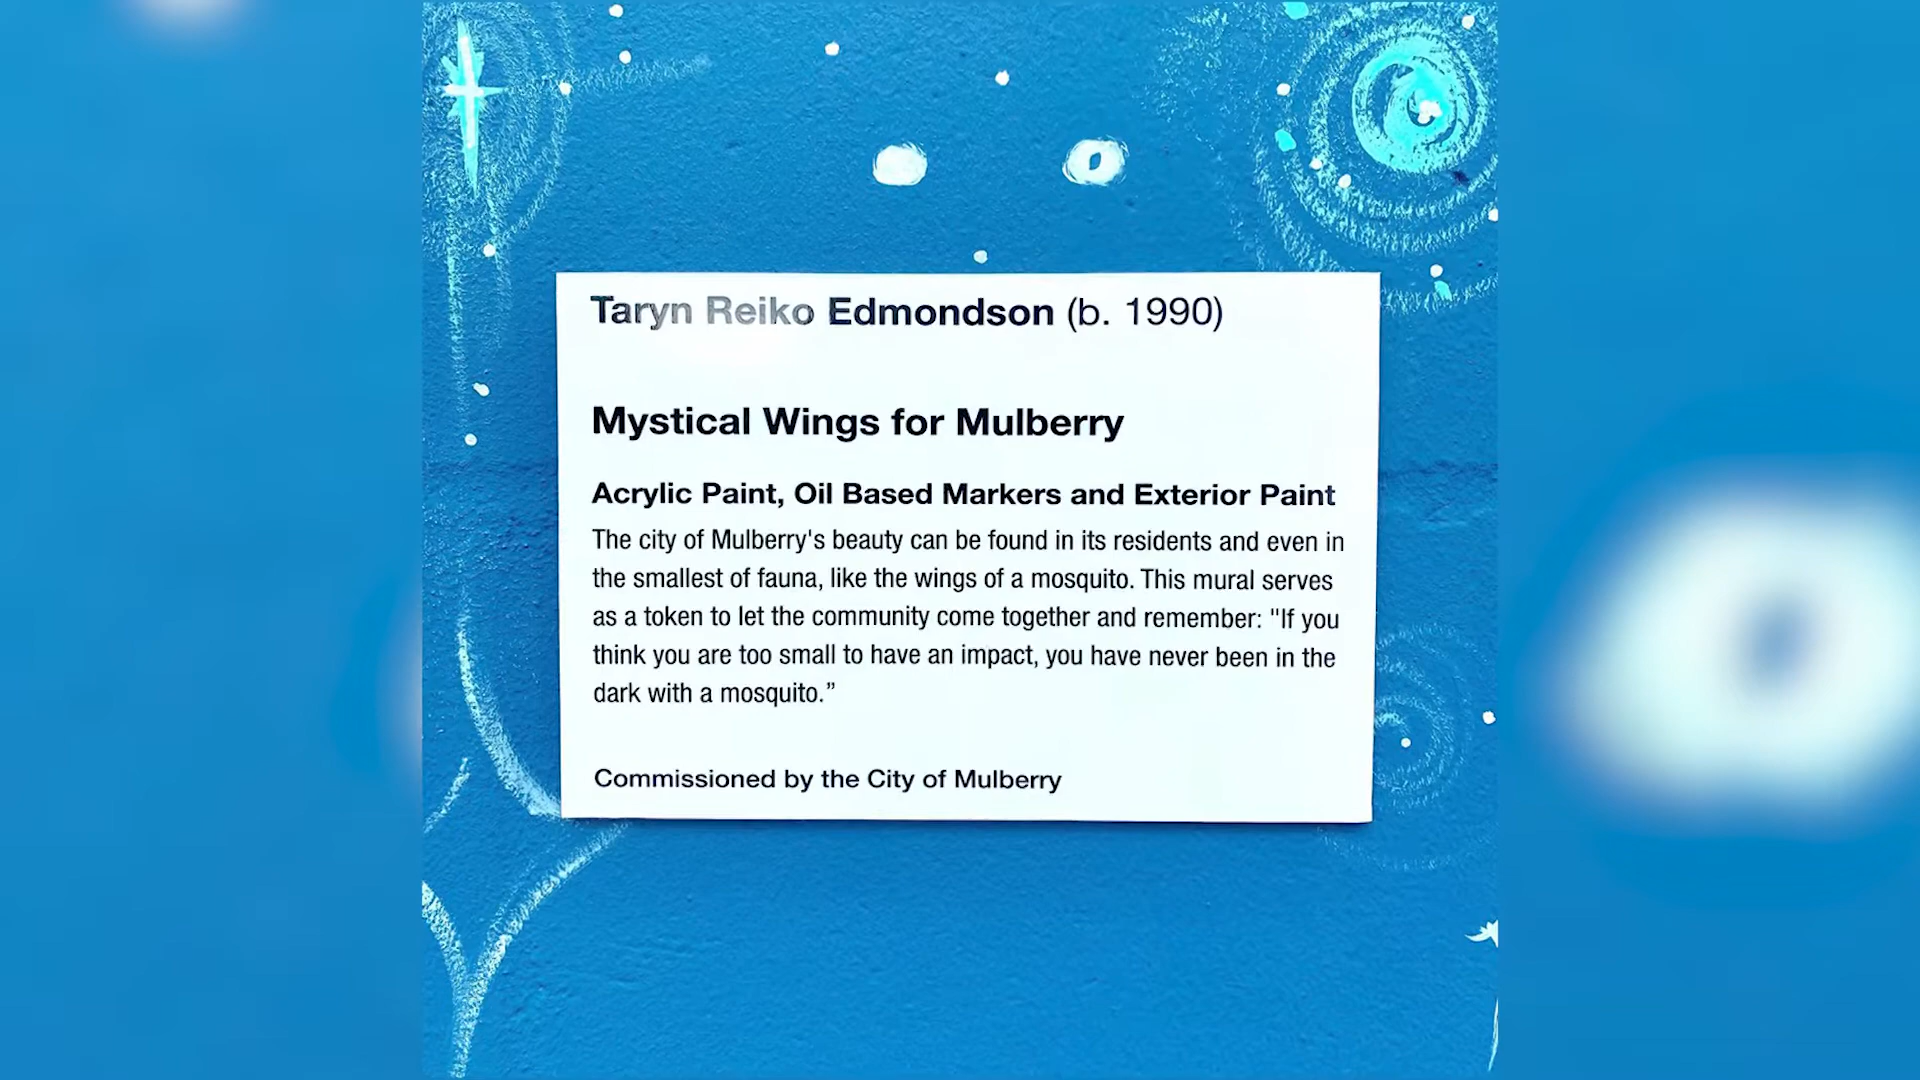 Taryn Reiko Edmondson (b. 1990)
Mystical Wings for Mulberry
Acrylic Paint, Oil Based Markers and Exterior Paint
The city of Mulberry's beauty can be found in its residents and even in
the smallest of fauna, like the wings of a mosquito. This mural serves
as a token to let the community come together and remember: "If you
think you are too small to have an impact, you have never been in the
dark with a mosquito.”
Commissioned by the City of Mulberry